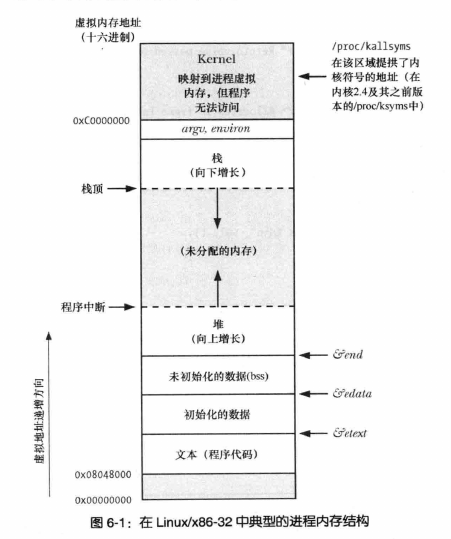 虚拟内存地址
（十六进制）
Kernel
映射到进程虚拟
内存，但程序
无法访问
/proc/kallsyms
在该区域提供了内
核符号的地址（在
内核2.4及其之前版
本的/proc/ksyms中）
0xC0000000
argv, environ
栈
（向下增长）
栈顶
（未分配的内存）
程序中断
堆
（向上增长）
&end
未初始化的数据(bss)
&edata
初始化的数据
&etext
文本（程序代码）
0x08048000
0x00000000
虚拟地址递增方向
图 6-1：在 Linux/x86-32 中典型的进程内存结构